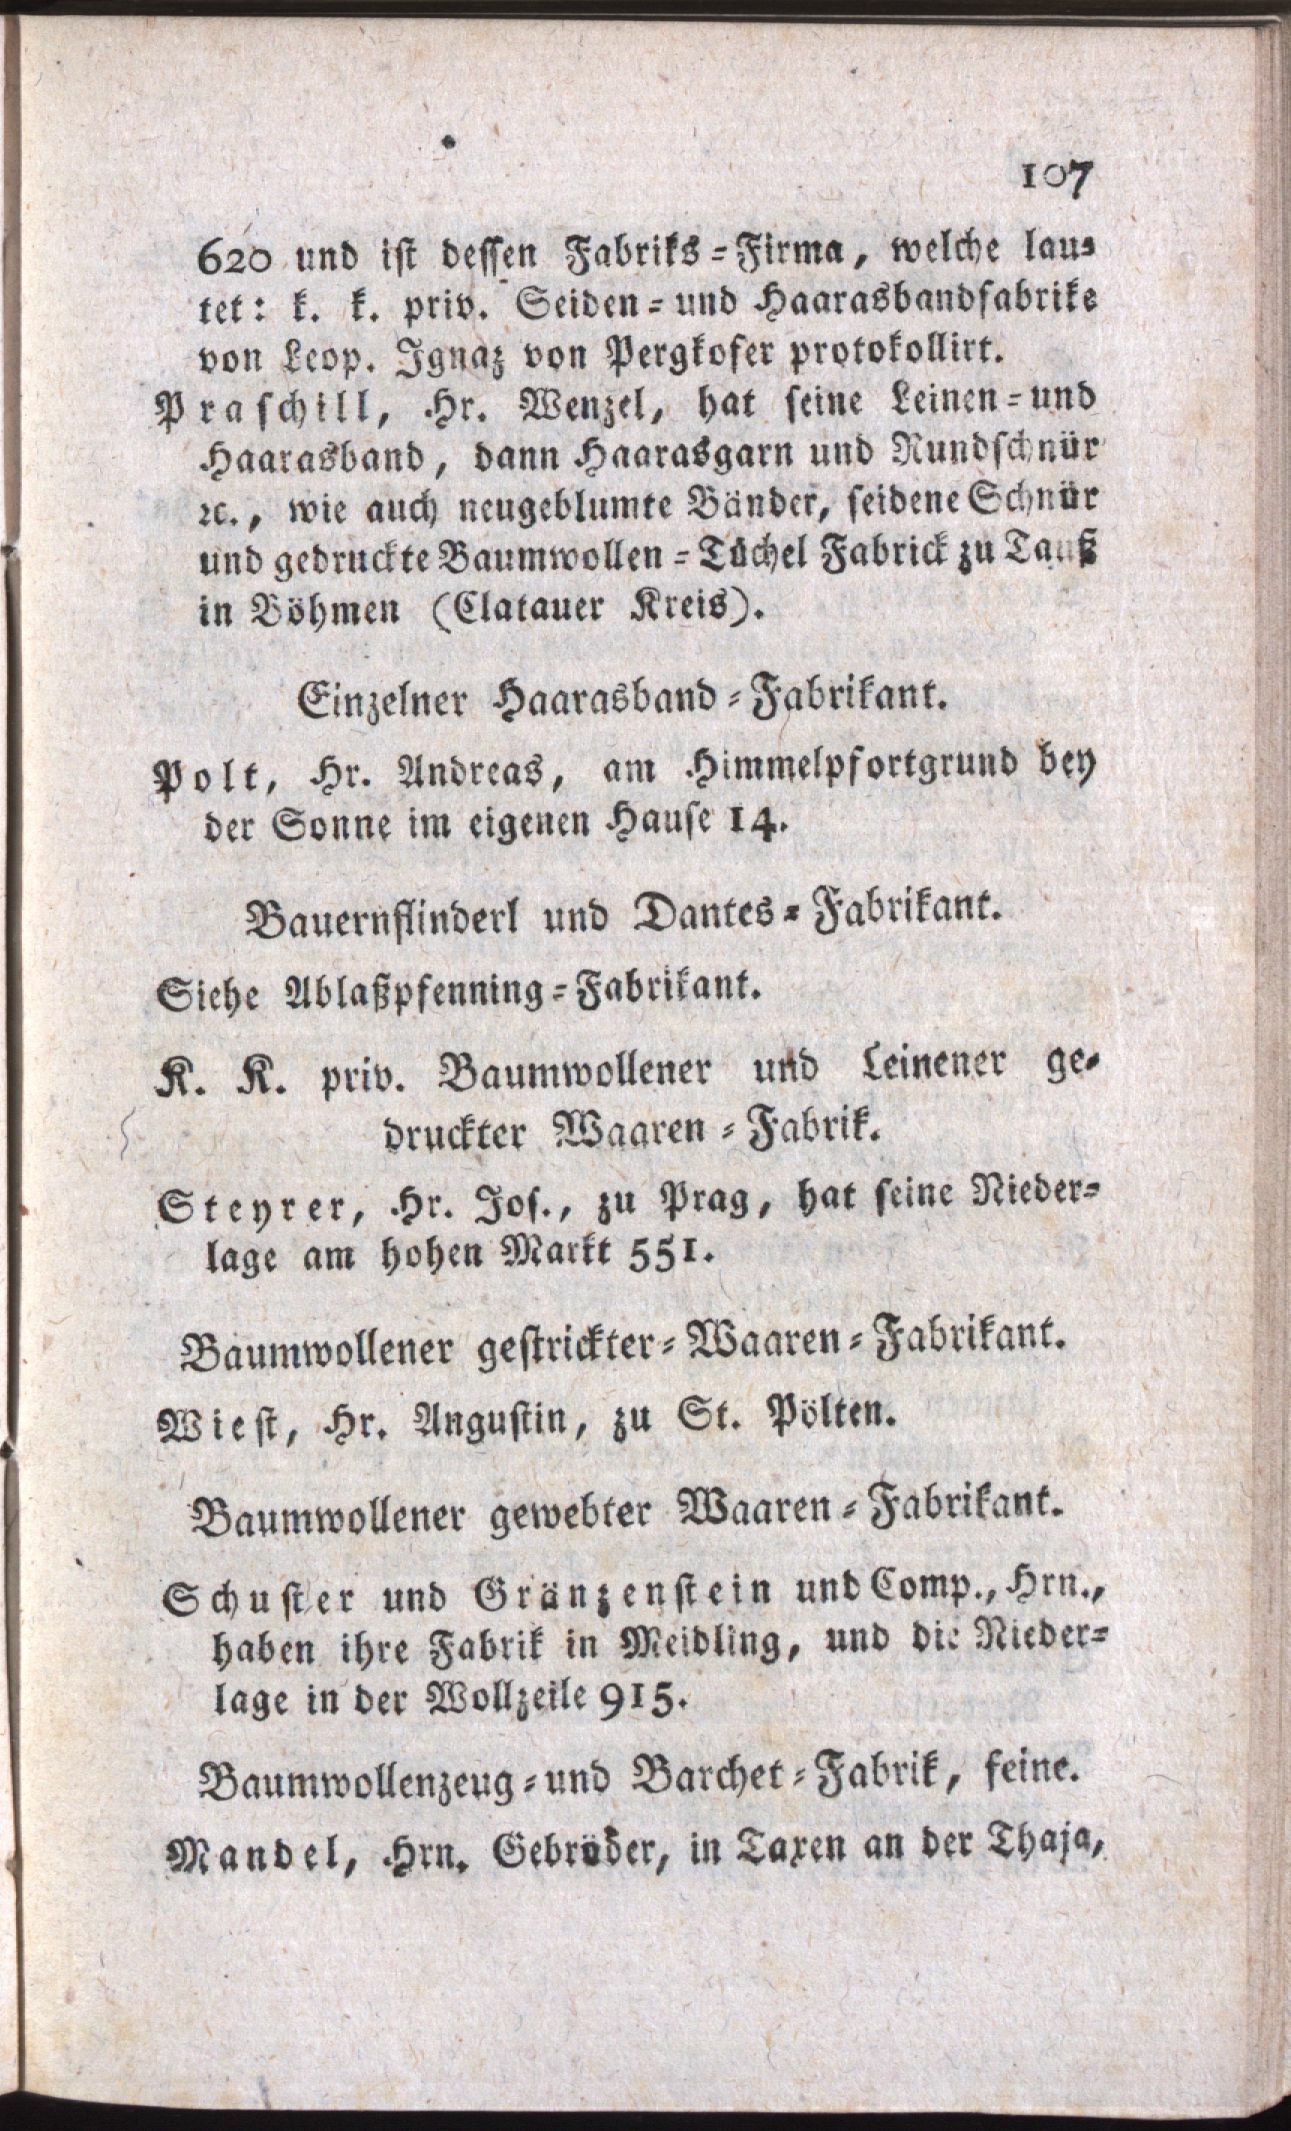 107
620 und ist dessen Fabriks-Firma, welche lau-
tet: k. k. priv. Seiden- und Haarasbandfabrike
von Leop. Ignaz von Pergkofer protokollirt.
Praschill, Hr. Wenzel, hat seine Leinen- und
Haarasband, dann Haarasgarn und Rundschnür
ꝛc., wie auch neugeblumte Bänder, seidene Schnür
und gedruckte Baumwollen-Tüchel Fabrick zu Tauß
in Böhmen (Clatauer Kreis).
Einzelner Haarasband-Fabrikant.
Polt, Hr. Andreas, am Himmelpfortgrund bey
der Sonne im eigenen Hause 14.
Bauernflinderl und Dantes-Fabrikant.
Siehe Ablaßpfenning-Fabrikant.
K. K. priv. Baumwollener und Leinener ge-
druckter Waaren-Fabrik.
Steyrer, Hr. Jos., zu Prag, hat seine Nieder-
lage am hohen Markt 551.
Baumwollener gestrickter-Waaren-Fabrikant.
Wiest, Hr. Angustin, zu St. Pölten.
Baumwollener gewebter Waaren-Fabrikant.
Schuster und Gränzenstein und Comp., Hrn.,
haben ihre Fabrik in Meidling, und die Nieder-
lage in der Wollzeile 915.
Baumwollenzeug- und Barchet-Fabrik, feine.
Mandel, Hrn. Gebrüder, in Taxen an der Thaja,